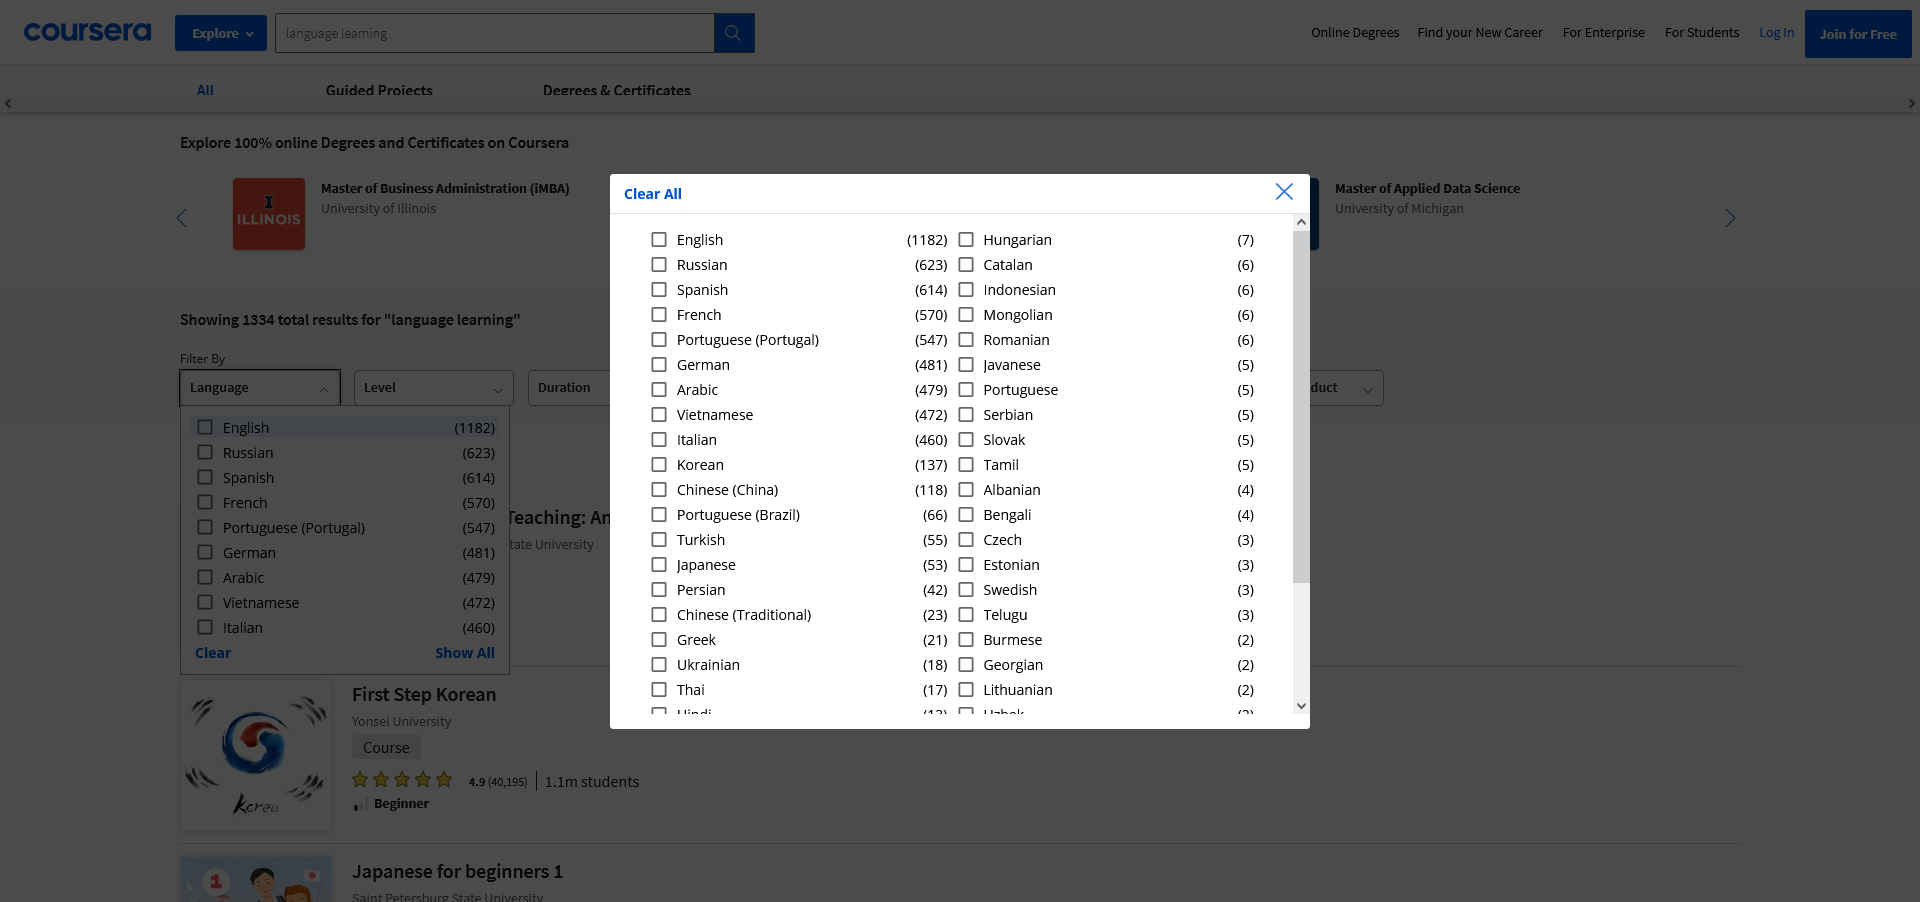 coursera
Explore
language learning
Online Degrees
Find your New Career
For Enterprise
For Students
Log In
Join for Free
All
Guided Projects
Degrees & Certificates
Explore 100% online Degrees and Certificates on Coursera
I
ILLINOIS
Master of Business Administration (iMBA)
University of Illinois
Master of Applied Data Science
University of Michigan
Showing 1334 total results for "language learning"
Filter By
Language
Level
Duration
duct
English (1182)
Russian (623)
Spanish (614)
French (570)
Portuguese (Portugal) (547)
German (481)
Arabic (479)
Vietnamese (472)
Italian (460)
Clear
Show All
Teaching: An
tate University
First Step Korean
Yonsei University
Course
4.9 (40,195)
1.1m students
Beginner
Korea
1
Japanese for beginners 1
Saint Petersburg State University
Clear All
English (1182)
Russian (623)
Spanish (614)
French (570)
Portuguese (Portugal) (547)
German (481)
Arabic (479)
Vietnamese (472)
Italian (460)
Korean (137)
Chinese (China) (118)
Portuguese (Brazil) (66)
Turkish (55)
Japanese (53)
Persian (42)
Chinese (Traditional) (23)
Greek (21)
Ukrainian (18)
Thai (17)
Hindi (13)
Hungarian (7)
Catalan (6)
Indonesian (6)
Mongolian (6)
Romanian (6)
Javanese (5)
Portuguese (5)
Serbian (5)
Slovak (5)
Tamil (5)
Albanian (4)
Bengali (4)
Czech (3)
Estonian (3)
Swedish (3)
Telugu (3)
Burmese (2)
Georgian (2)
Lithuanian (2)
Uzbek (2)